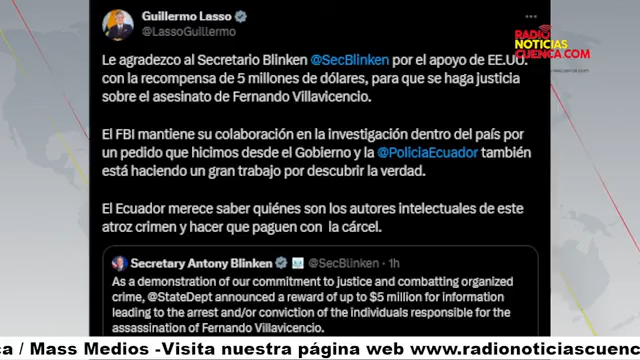 Guillermo Lasso
@LassoGuillermo
RADIO
NOTICIAS
CUENCA.COM
Le agradezco al Secretario Blinken @SecBlinken por el apoyo de EE.UU.
con la recompensa de 5 millones de dólares, para que se haga justicia
sobre el asesinato de Fernando Villavicencio.
El FBI mantiene su colaboración en la investigación dentro del país por
un pedido que hicimos desde el Gobierno y la @PoliciaEcuador también
está haciendo un gran trabajo por descubrir la verdad.
El Ecuador merece saber quiénes son los autores intelectuales de este
atroz crimen y hacer que paguen con la cárcel.
Secretary Antony Blinken @SecBlinken · 1h
As a demonstration of our commitment to justice and combatting organized
crime, @StateDept announced a reward of up to $5 million for information
leading to the arrest and/or conviction of the individuals responsible for the
assassination of Fernando Villavicencio.
ca / Mass Medios -Visita nuestra página web www.radionoticiascuenc